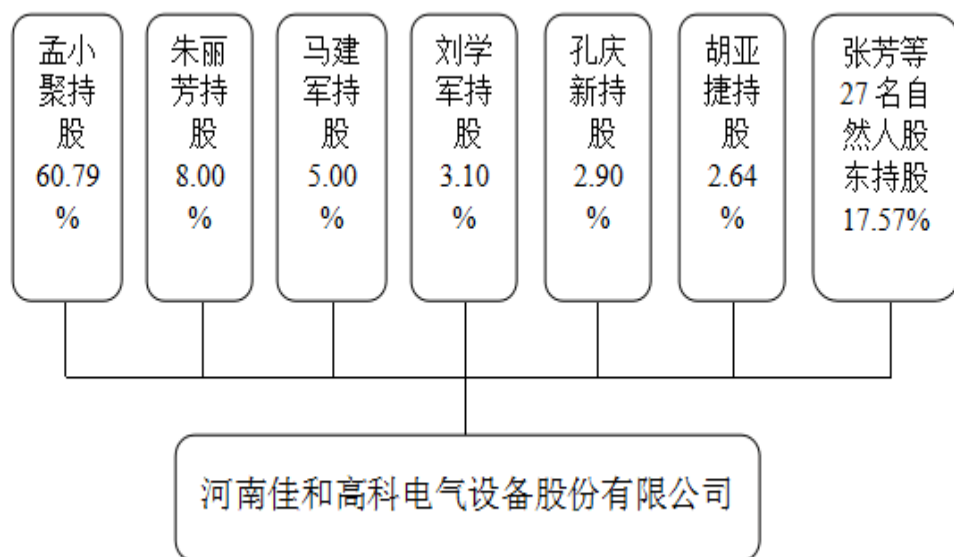 孟小
聚持
股
60.79
%
朱丽
芳持
股
8.00
%
马建
军持
股
5.00
%
刘学
军持
股
3.10
%
孔庆
新持
股
2.90
%
胡亚
捷持
股
2.64
%
张芳等
27 名自
然人股
东持股
17.57%
河南佳和高科电气设备股份有限公司